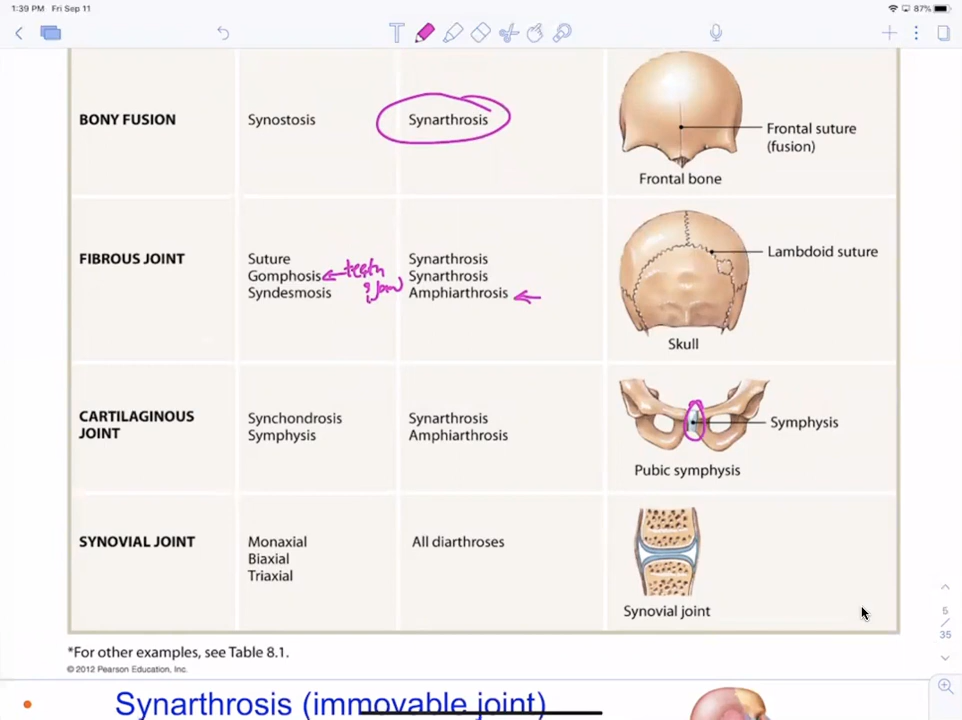 1:39 PM Fri Sep 11
87%
BONY FUSION
Synostosis
Synarthrosis
Frontal suture
(fusion)
Frontal bone
FIBROUS JOINT
Suture
Gomphosis
Syndesmosis
teeth
& jaw
Synarthrosis
Synarthrosis
Amphiarthrosis
Lambdoid suture
Skull
CARTILAGINOUS
JOINT
Synchondrosis
Symphysis
Synarthrosis
Amphiarthrosis
Symphysis
Pubic symphysis
SYNOVIAL JOINT
Monaxial
Biaxial
Triaxial
All diarthroses
Synovial joint
5
/
35
*For other examples, see Table 8.1.
© 2012 Pearson Education, Inc.
Synarthrosis (immovable joint)